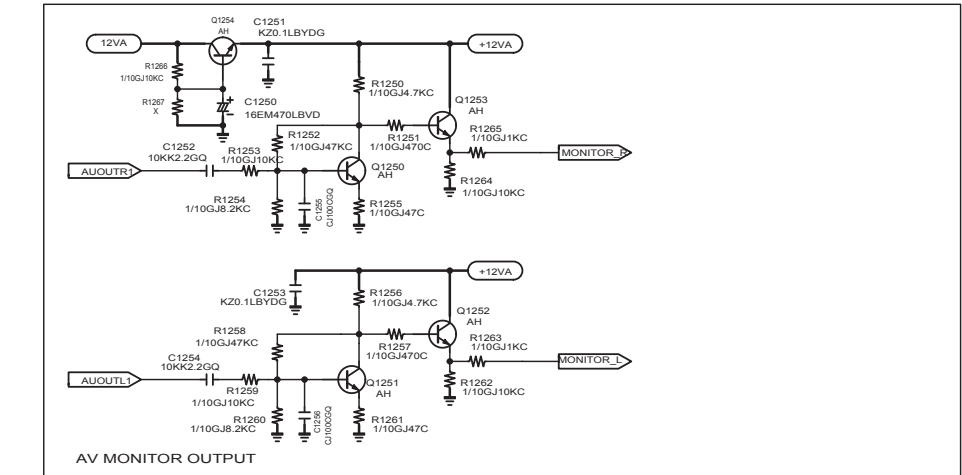 Q1254
AH
C1251
KZ0.1LBYDG
12VA
+12VA
R1266
1/10GJ10KC
R1250
1/10GJ4.7KC
R1267
X
C1250
16EM470LBVD
Q1253
AH
R1252
1/10GJ47KC
R1251
1/10GJ470C
R1265
1/10GJ1KC
C1252
10KK2.2GQ
R1253
1/10GJ10KC
MONITOR_R
AUOUTR1
Q1250
AH
R1264
1/10GJ10KC
R1254
1/10GJ8.2KC
C1255
CJ100CGQ
R1255
1/10GJ47C
+12VA
C1253
KZ0.1LBYDG
R1256
1/10GJ4.7KC
Q1252
AH
R1258
1/10GJ47KC
R1257
1/10GJ470C
R1263
1/10GJ1KC
C1254
10KK2.2GQ
MONITOR_L
AUOUTL1
R1259
1/10GJ10KC
Q1251
AH
R1262
1/10GJ10KC
R1260
1/10GJ8.2KC
C1256
CJ100CGQ
R1261
1/10GJ47C
AV MONITOR OUTPUT